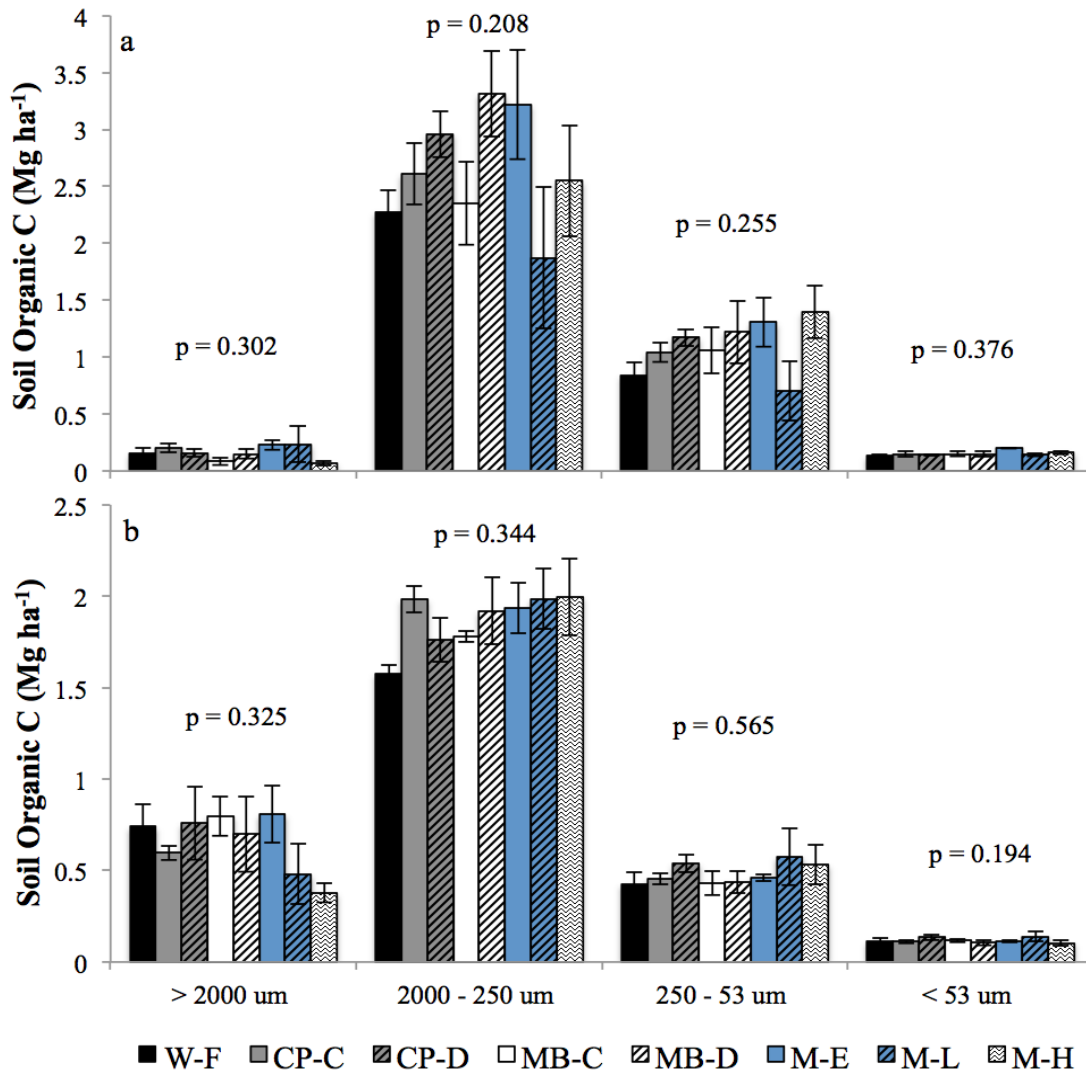 a
Soil Organic C (Mg ha⁻¹)
4
3.5
3
2.5
2
1.5
1
0.5
0
p = 0.302
p = 0.208
p = 0.255
p = 0.376
b
Soil Organic C (Mg ha⁻¹)
2.5
2
1.5
1
0.5
0
p = 0.325
p = 0.344
p = 0.565
p = 0.194
> 2000 um 2000 - 250 um 250 - 53 um < 53 um
W-F CP-C CP-D MB-C MB-D M-E M-L M-H